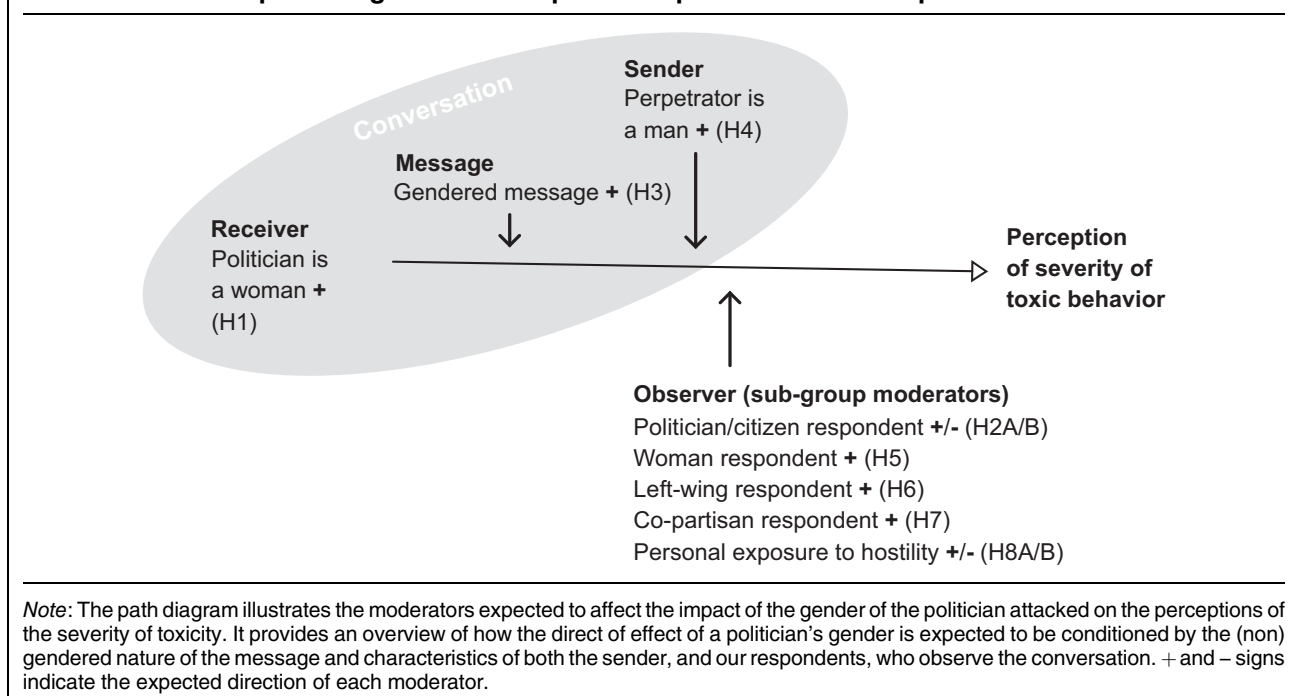 Conversation
Sender
Perpetrator is
a man + (H4)
Message
Gendered message + (H3)
Receiver
Politician is
a woman +
(H1)
Perception
of severity of
toxic behavior
Observer (sub-group moderators)
Politician/citizen respondent +/- (H2A/B)
Woman respondent + (H5)
Left-wing respondent + (H6)
Co-partisan respondent + (H7)
Personal exposure to hostility +/- (H8A/B)
Note: The path diagram illustrates the moderators expected to affect the impact of the gender of the politician attacked on the perceptions of
the severity of toxicity. It provides an overview of how the direct of effect of a politician's gender is expected to be conditioned by the (non)
gendered nature of the message and characteristics of both the sender, and our respondents, who observe the conversation. + and – signs
indicate the expected direction of each moderator.